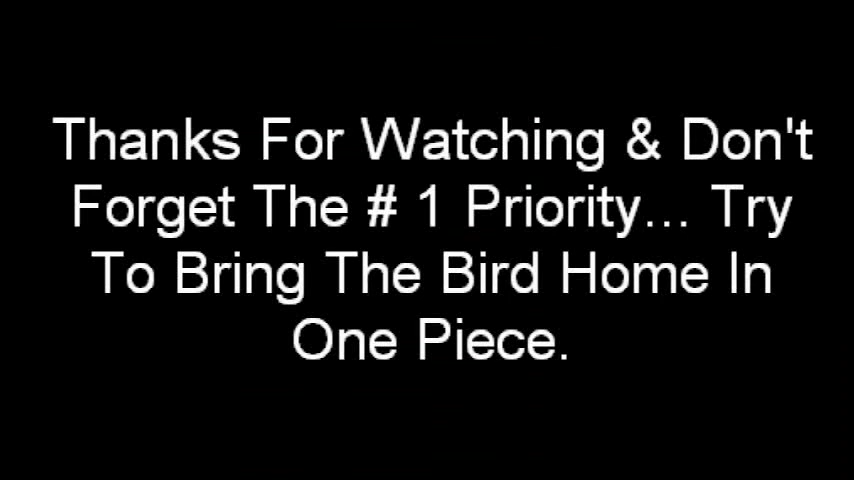 Thanks For Watching & Don't
Forget The # 1 Priority... Try
To Bring The Bird Home In
One Piece.